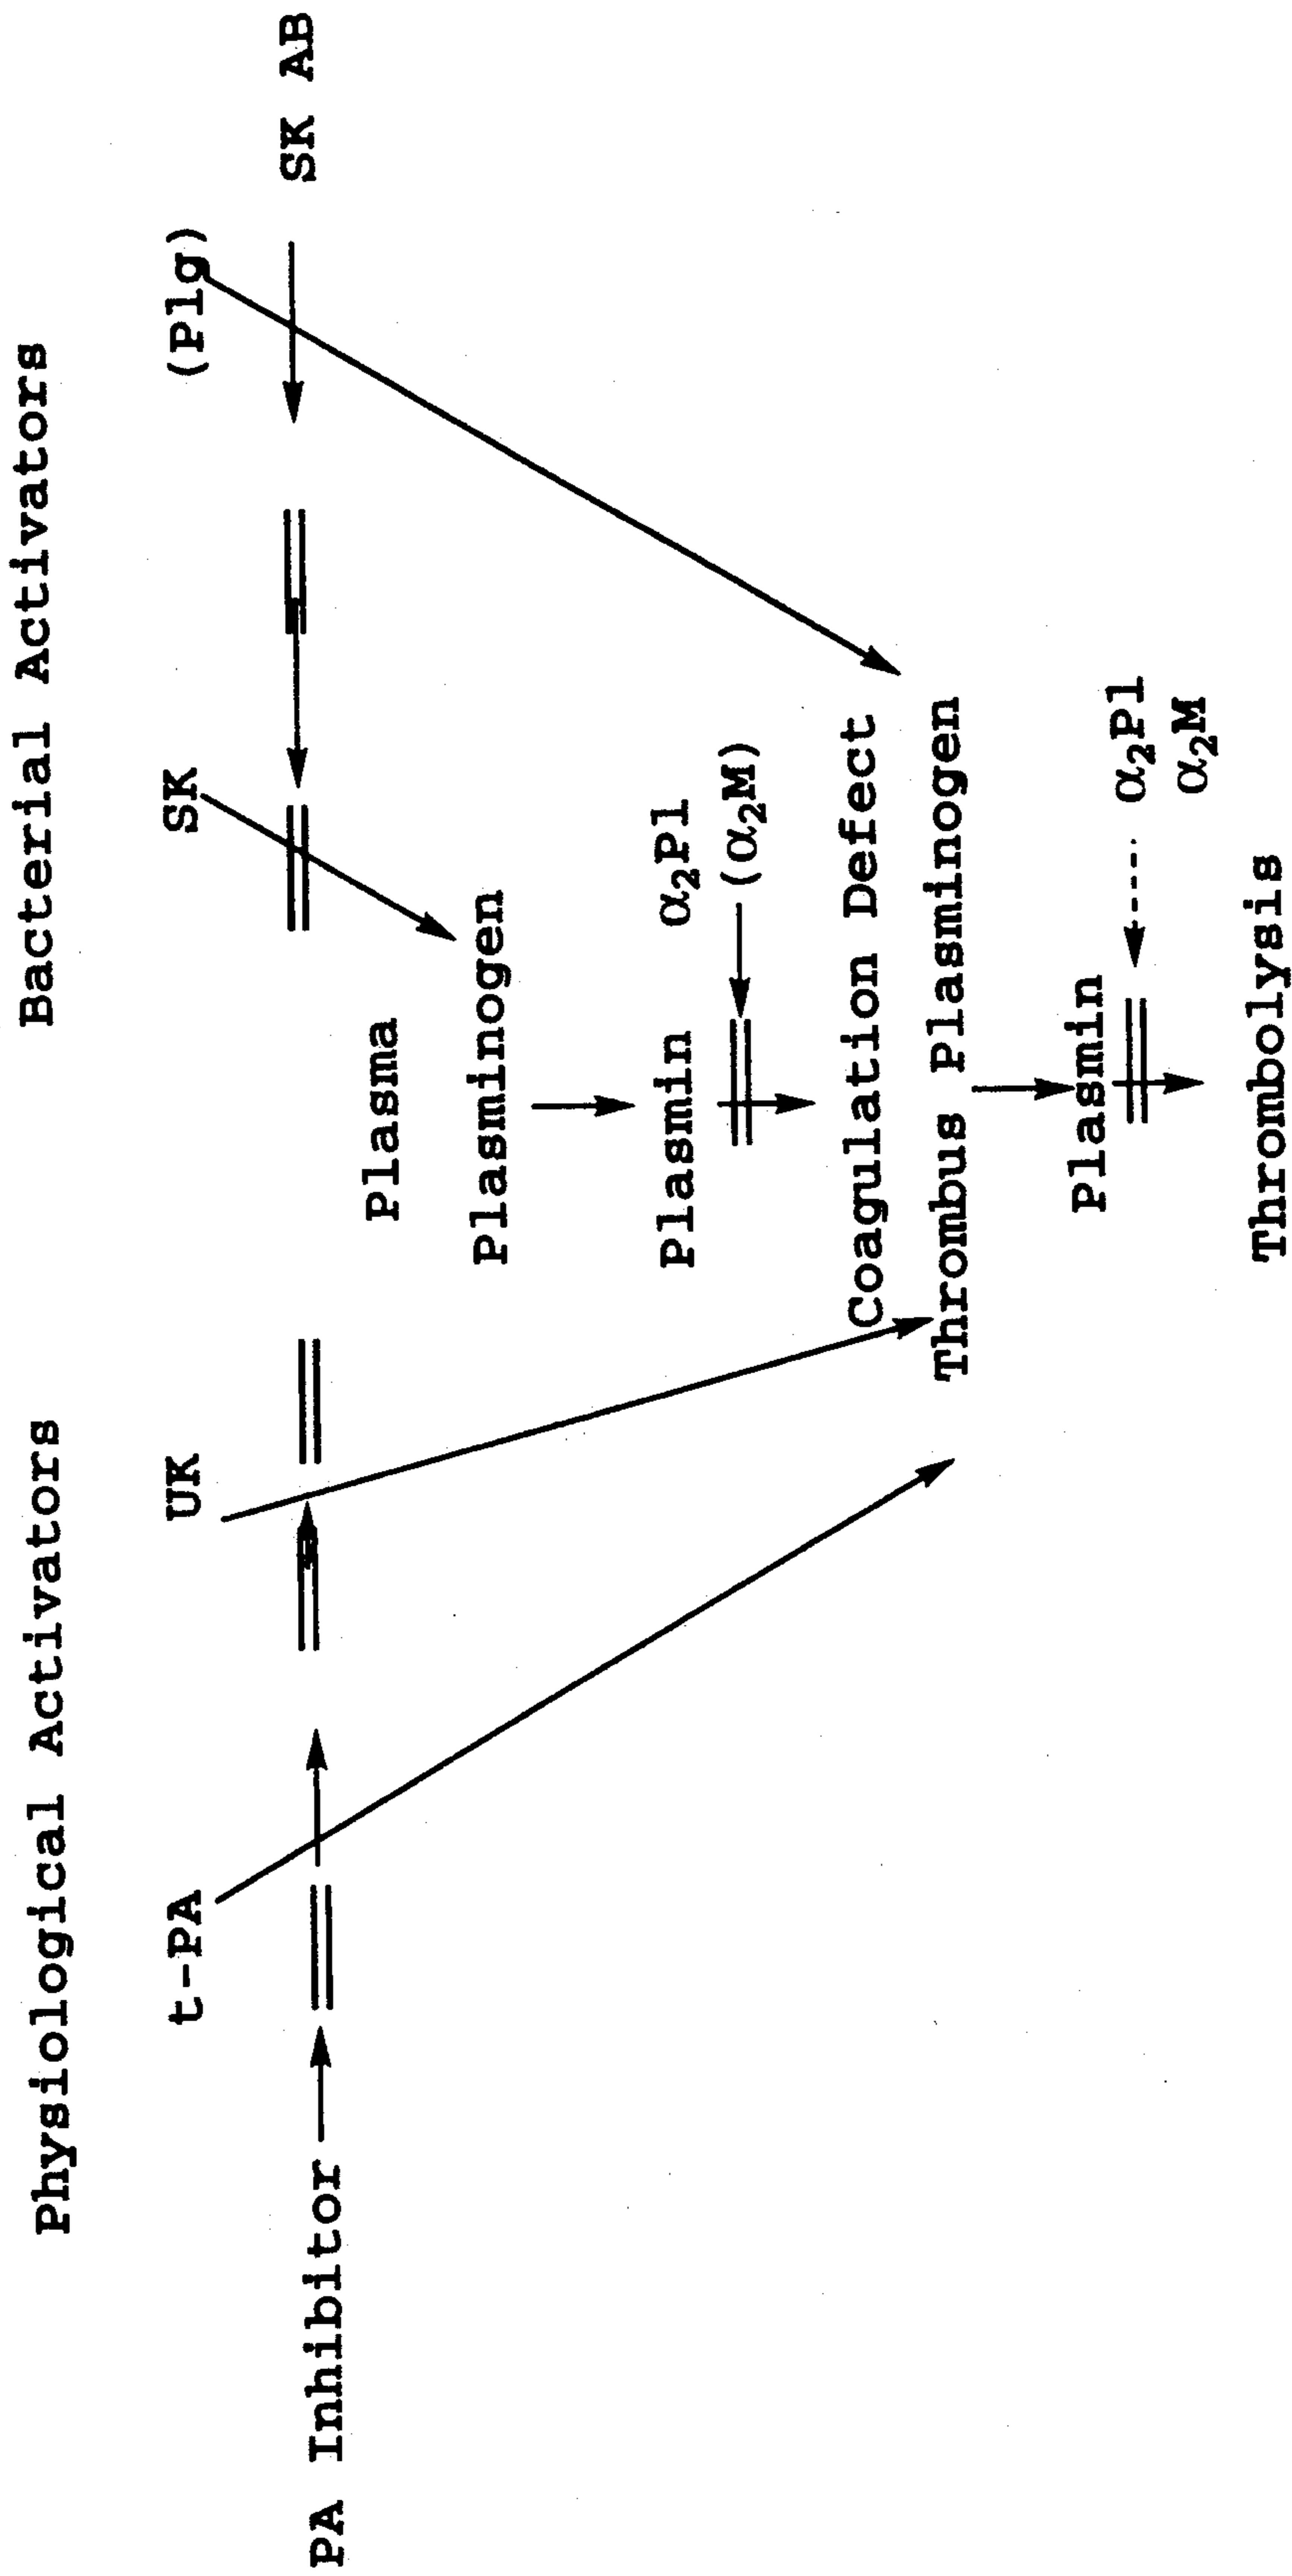 Physiological Activators
Bacterial Activators
t-PA
UK
SK
(Plg)
PA Inhibitor
SK AB
Plasma
Plasminogen
Plasmin
α₂Pl
(α₂M)
Coagulation Defect
Thrombus Plasminogen
Plasmin
α₂Pl
α₂M
Thrombolysis